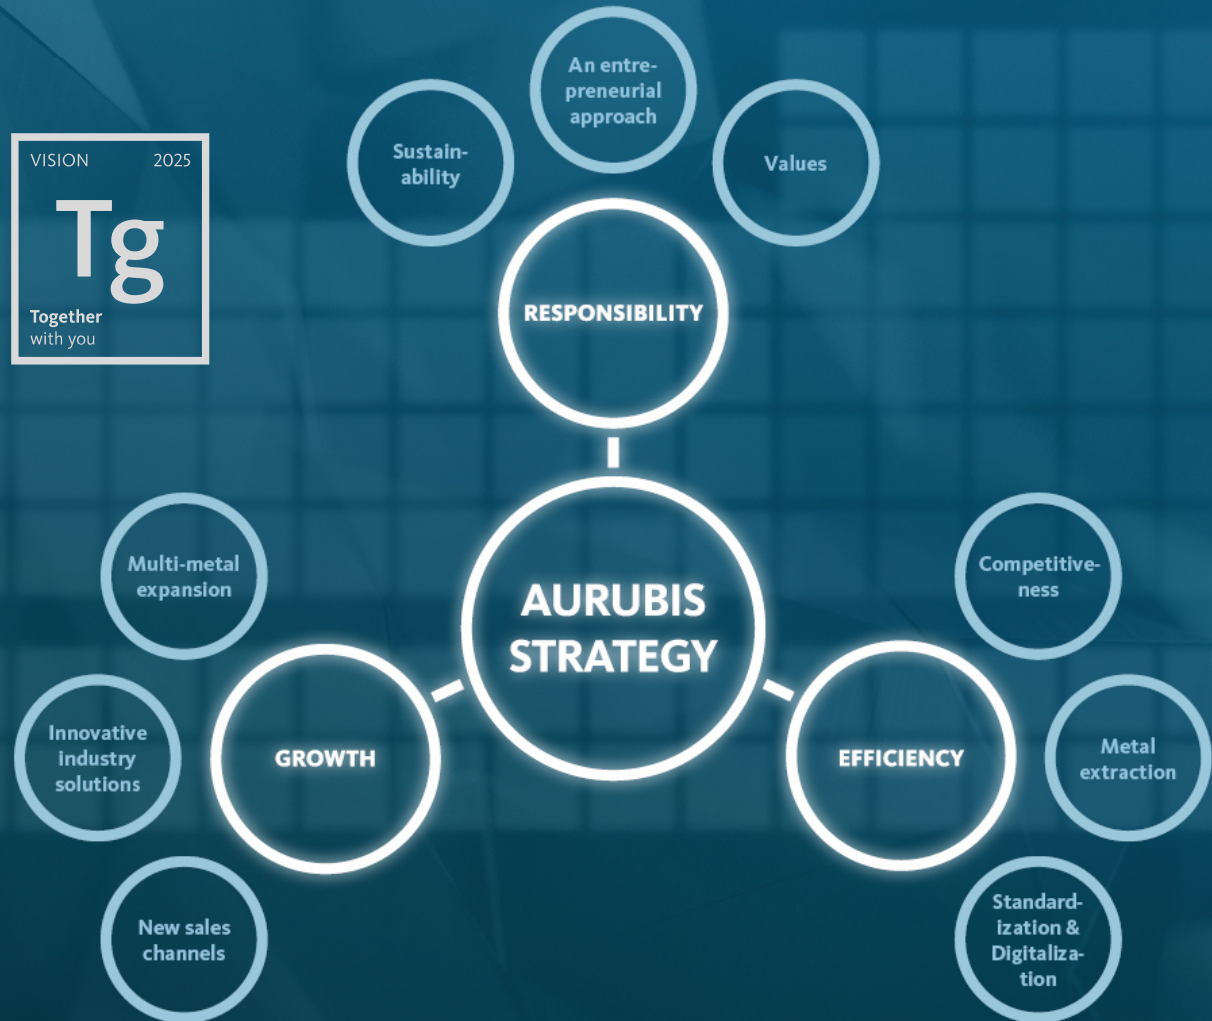 VISION 2025
Tg
Together
with you
An entre-
preneurial
approach
Sustain-
ability
Values
RESPONSIBILITY
AURUBIS
STRATEGY
Multi-metal
expansion
Innovative
industry
solutions
New sales
channels
GROWTH
EFFICIENCY
Competitive-
ness
Metal
extraction
Standard-
ization &
Digitaliza-
tion